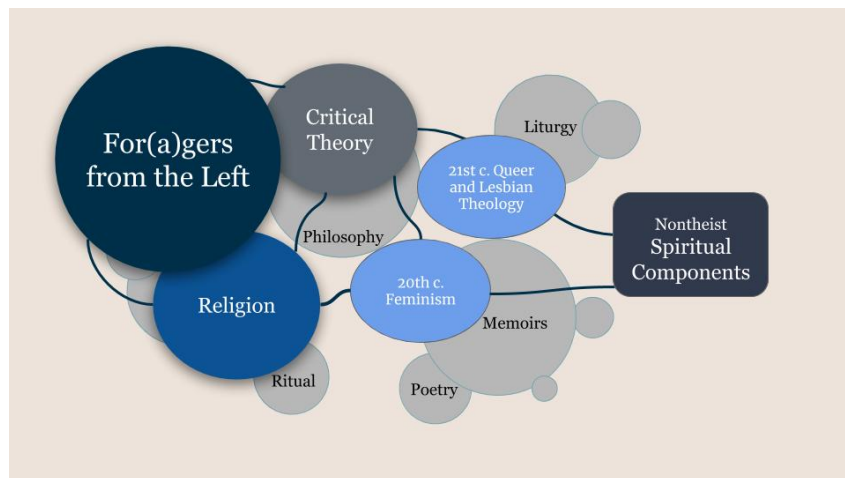 For(a)gers
from the Left
Critical
Theory
Philosophy
Religion
Ritual
20th c.
Feminism
Poetry
Memoirs
21st c. Queer
and Lesbian
Theology
Liturgy
Nontheist
Spiritual
Components